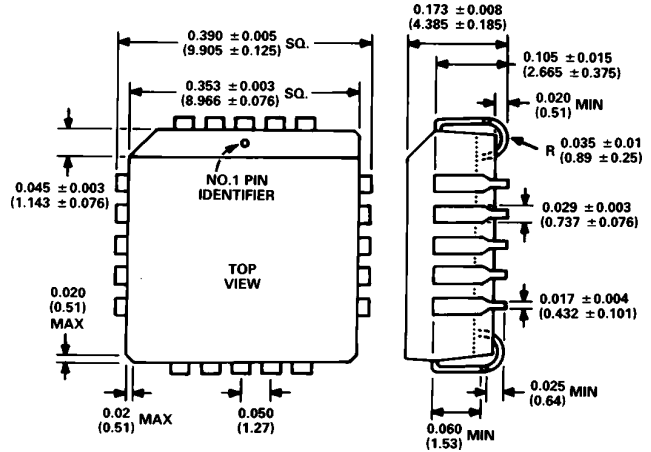 0.390 ±0.005 SQ.
(9.905 ±0.125)
0.353 ±0.003 SQ.
(8.966 ±0.076)
0.173 ±0.008
(4.385 ±0.185)
0.105 ±0.015
(2.665 ±0.375)
0.020 MIN
(0.51)
R 0.035 ±0.01
(0.89 ±0.25)
0.045 ±0.003
(1.143 ±0.076)
NO.1 PIN
IDENTIFIER
0.029 ±0.003
(0.737 ±0.076)
TOP
VIEW
0.020
(0.51)
MAX
0.017 ±0.004
(0.432 ±0.101)
0.02 MAX
(0.51)
0.050
(1.27)
0.025 MIN
(0.64)
0.060 MIN
(1.53)